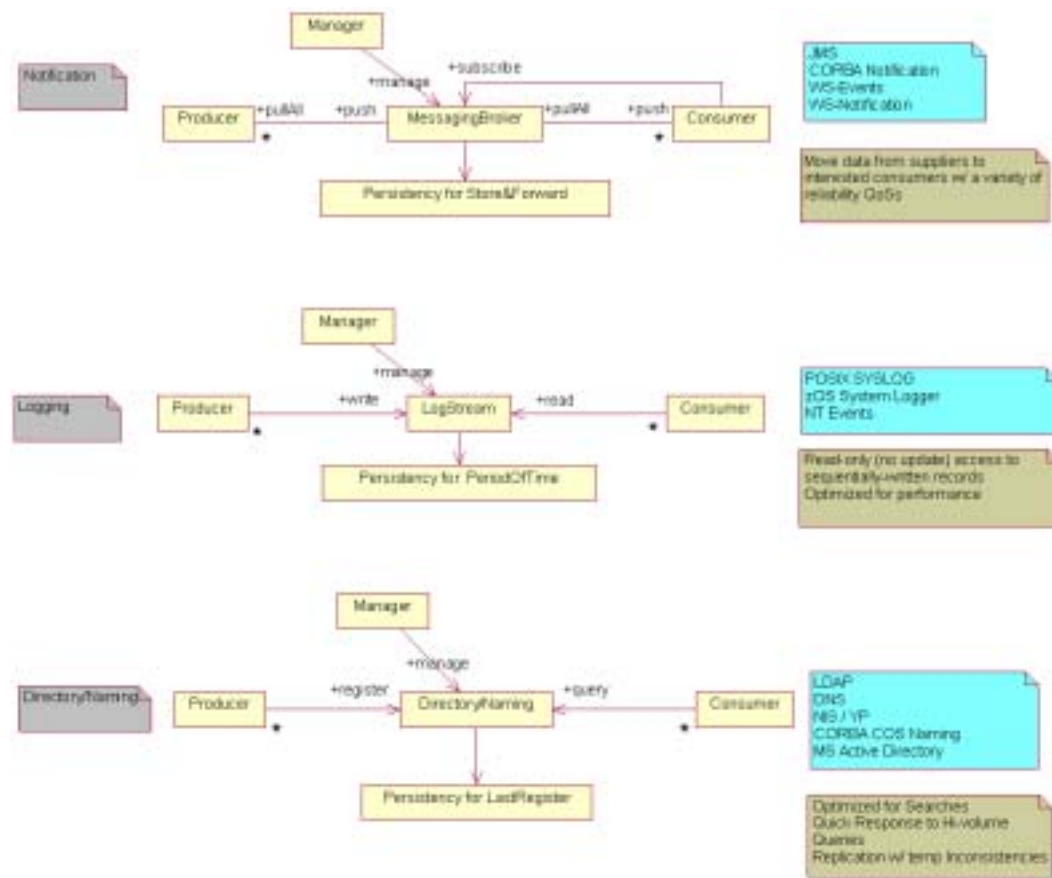 Manager
Notification
+manage
+subscribe
Producer
+pullAll
+push
MessagingBroker
+pullAll
+push
Consumer
*
*
Persistency for Store&Forward
JMS
CORBA Notification
WS-Events
WS-Notification
Move data from suppliers to
interested consumers w/ a variety of
reliability QoSs
Manager
+manage
Logging
Producer
+write
LogStream
+read
Consumer
*
*
Persistency for PeriodOfTime
POSIX SYSLOG
zOS System Logger
NT Events
Read-only (no update) access to
sequentially-written records
Optimized for performance
Manager
+manage
Directory/Naming
Producer
+register
Directory/Naming
+query
Consumer
*
*
Persistency for LastRegister
LDAP
DNS
NIS / YP
CORBA COS Naming
MS Active Directory
Optimized for Searches
Quick Response to Hi-volume
Queries
Replication w/ temp Inconsistencies